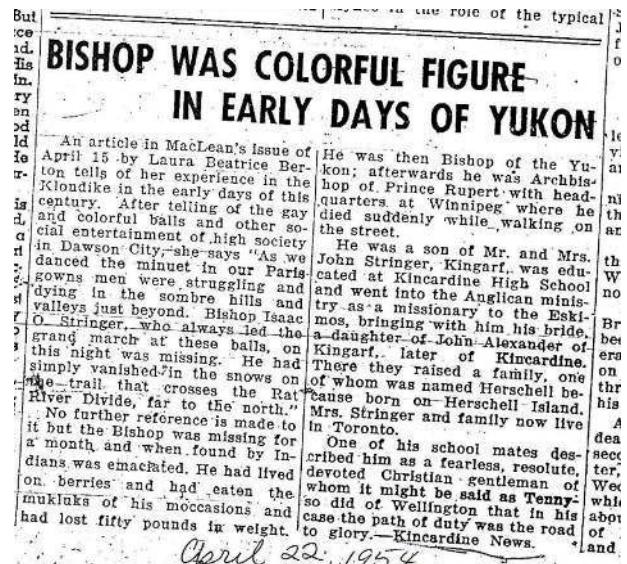 in the role of the typical
BISHOP WAS COLORFUL FIGURE
IN EARLY DAYS OF YUKON
An article in MacLean's issue of
April 15 by Laura Beatrice Ber-
ton tells of her experience in the
Klondike in the early days of this
century. After telling of the gay
and colorful balls and other so-
cial entertainment of high society
in Dawson City, she says "As we
danced the minuet in our Paris
gowns men were struggling and
dying in the sombre hills and
valleys just beyond. Bishop Isaac
O. Stringer, who always led the
grand march at these balls, on
this night was missing. He had
simply vanished in the snows on
the trail that crosses the Rat
River Divide, far to the north."
No further reference is made to
it but the Bishop was missing for
a month and when found by In-
dians was emaciated. He had lived
on berries and had eaten the
mukluks of his moccasions and
had lost fifty pounds in weight.
He was then Bishop of the Yu-
kon; afterwards he was Archbis-
hop of Prince Rupert with head-
quarters at Winnipeg where he
died suddenly while walking on
the street.
He was a son of Mr. and Mrs.
John Stringer, Kingarf, was edu-
cated at Kincardine High School
and went into the Anglican minis-
try as a missionary to the Eski-
mos, bringing with him his bride,
a daughter of John Alexander of
Kingarf, later of Kincardine.
There they raised a family, one
of whom was named Herschell be-
cause born on Herschell Island.
Mrs. Stringer and family now live
in Toronto.
One of his school mates des-
cribed him as a fearless, resolute,
devoted Christian gentleman of
whom it might be said as Tenny-
so did of Wellington that in his
case the path of duty was the road
to glory.—Kincardine News.
April 22, 1954